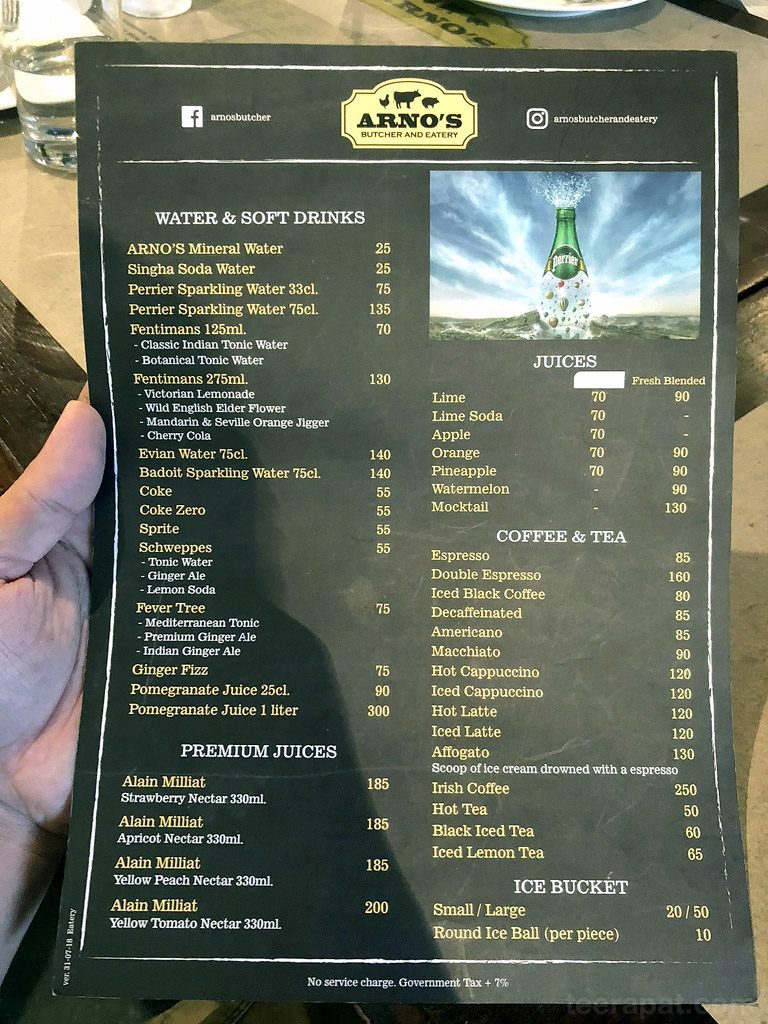 ARNO'S
arnosbutcher
ARNO'S
BUTCHER AND EATERY
arnosbutcherandeatery
WATER & SOFT DRINKS
ARNO'S Mineral Water 25
Singha Soda Water 25
Perrier Sparkling Water 33cl. 75
Perrier Sparkling Water 75cl. 135
Fentimans 125ml. 70
- Classic Indian Tonic Water
- Botanical Tonic Water
Fentimans 275ml. 130
- Victorian Lemonade
- Wild English Elder Flower
- Mandarin & Seville Orange Jigger
- Cherry Cola
Evian Water 75cl. 140
Badoit Sparkling Water 75cl. 140
Coke 55
Coke Zero 55
Sprite 55
Schweppes 55
- Tonic Water
- Ginger Ale
- Lemon Soda
Fever Tree 75
- Mediterranean Tonic
- Premium Ginger Ale
- Indian Ginger Ale
Ginger Fizz 75
Pomegranate Juice 25cl. 90
Pomegranate Juice 1 liter 300
PREMIUM JUICES
Alain Milliat 185
Strawberry Nectar 330ml.
Alain Milliat 185
Apricot Nectar 330ml.
Alain Milliat 185
Yellow Peach Nectar 330ml.
Alain Milliat 200
Yellow Tomato Nectar 330ml.
Perrier
JUICES
Fresh Blended
Lime 70 90
Lime Soda 70 -
Apple 70 -
Orange 70 90
Pineapple 70 90
Watermelon - 90
Mocktail - 130
COFFEE & TEA
Espresso 85
Double Espresso 160
Iced Black Coffee 80
Decaffeinated 85
Americano 85
Macchiato 90
Hot Cappuccino 120
Iced Cappuccino 120
Hot Latte 120
Iced Latte 120
Affogato 130
Scoop of ice cream drowned with a espresso
Irish Coffee 250
Hot Tea 50
Black Iced Tea 60
Iced Lemon Tea 65
ICE BUCKET
Small / Large 20 / 50
Round Ice Ball (per piece) 10
ver. 31-07-18 Eatery
No service charge. Government Tax + 7%
teerapat.com